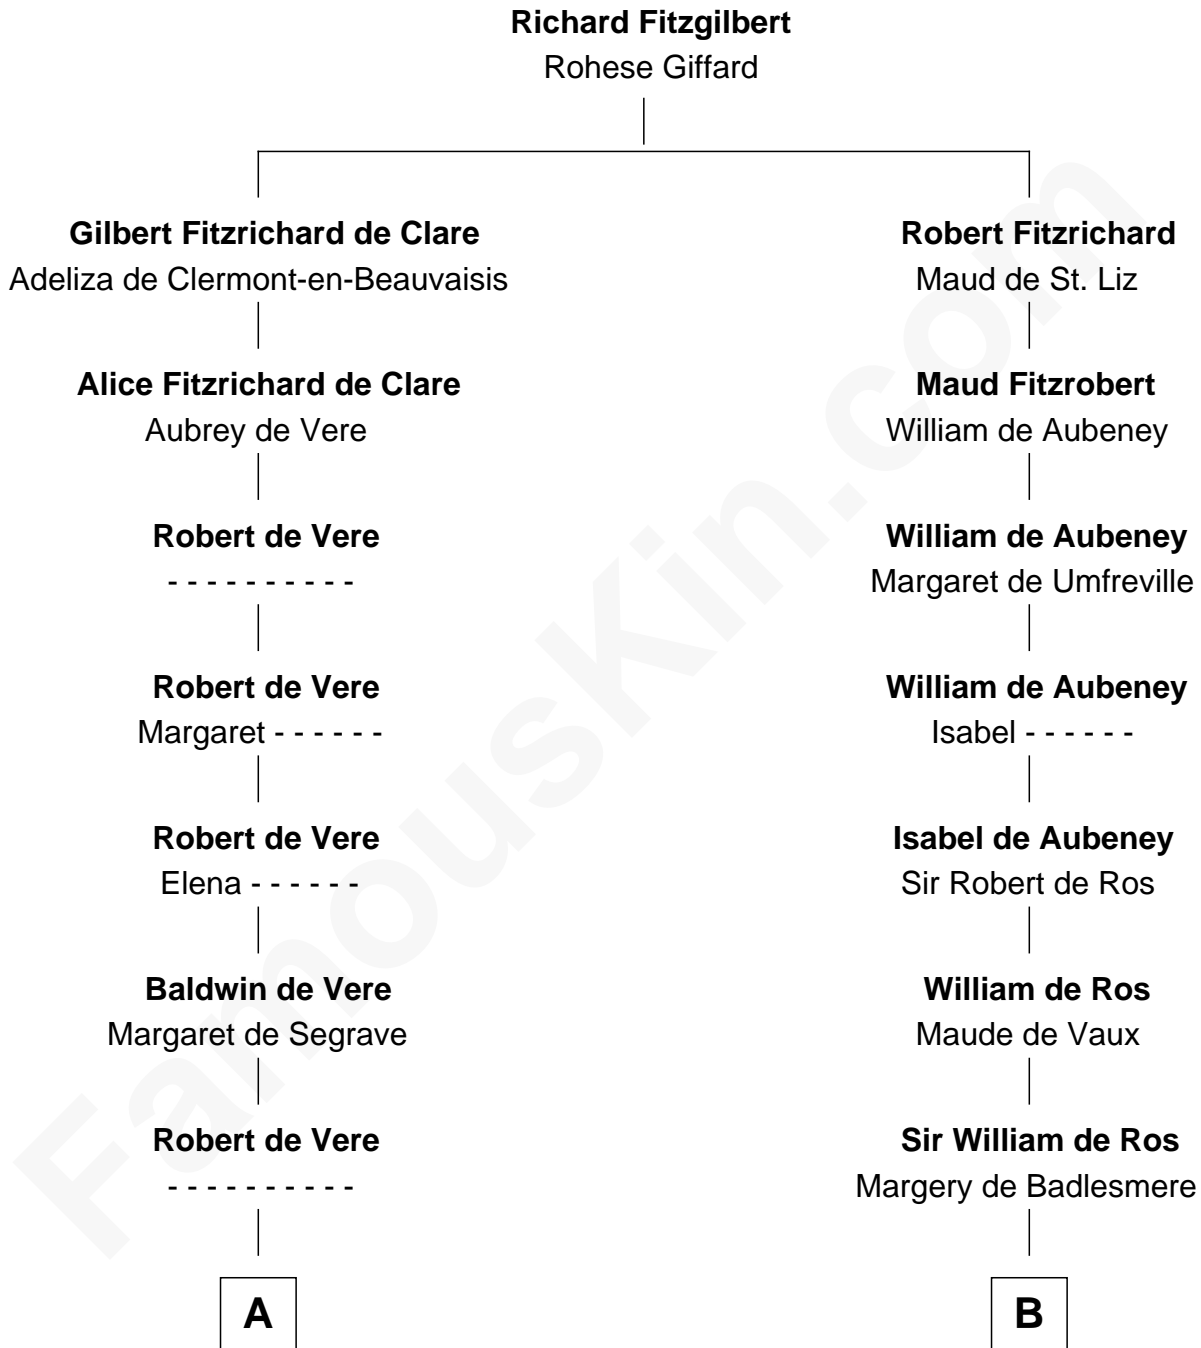 Richard Fitzgilbert
Rohese Giffard
Gilbert Fitzrichard de Clare
Adeliza de Clermont-en-Beauvaisis
Alice Fitzrichard de Clare
Aubrey de Vere
Robert de Vere
- - - - - - - - - -
Robert de Vere
Margaret - - - - - -
Robert de Vere
Elena - - - - - -
Baldwin de Vere
Margaret de Segrave
Robert de Vere
- - - - - - - - - -
A
Robert Fitzrichard
Maud de St. Liz
Maud Fitzrobert
William de Aubeney
William de Aubeney
Margaret de Umfreville
William de Aubeney
Isabel - - - - - -
Isabel de Aubeney
Sir Robert de Ros
William de Ros
Maude de Vaux
Sir William de Ros
Margery de Badlesmere
B
FamousKin.com